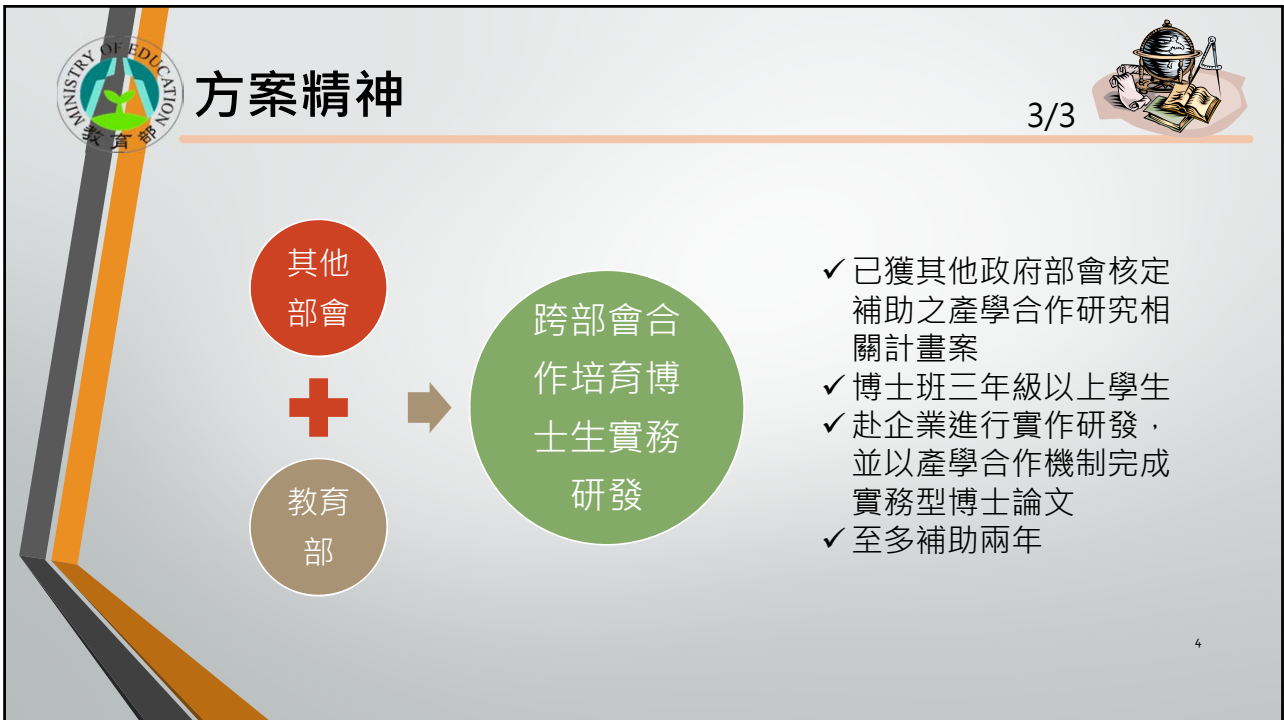 MINISTRY OF EDUCATION
教育部
方案精神
3/3
其他
部會
教育
部
跨部會合
作培育博
士生實務
研發
✓已獲其他政府部會核定
補助之產學合作研究相
關計畫案
✓博士班三年級以上學生
✓赴企業進行實作研發，
並以產學合作機制完成
實務型博士論文
✓至多補助兩年
4